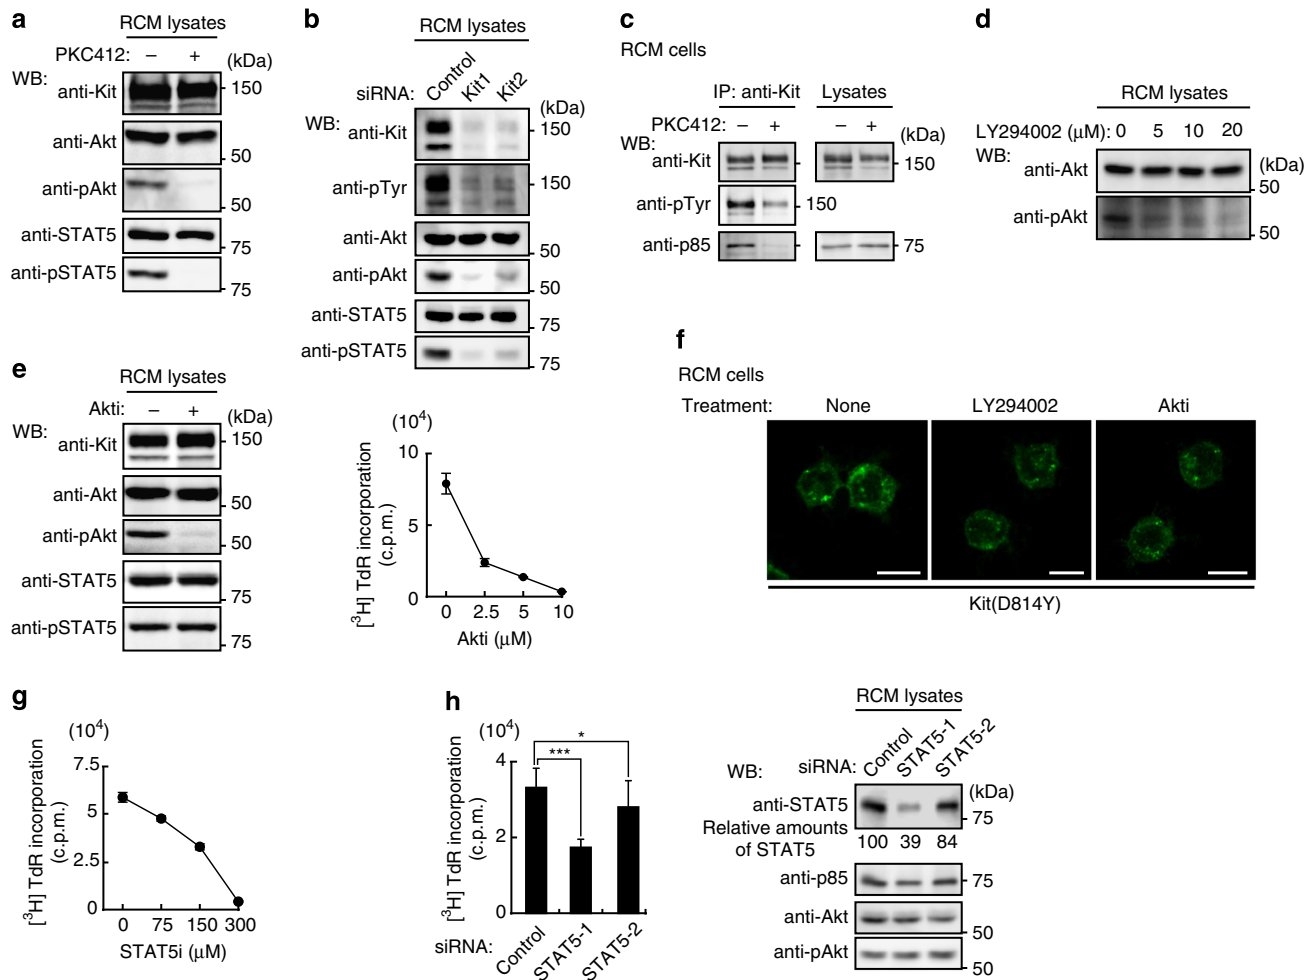 a
RCM lysates
PKC412: – + (kDa)
WB: anti-Kit 150
anti-Akt 50
anti-pAkt 50
anti-STAT5 75
anti-pSTAT5 75
b
RCM lysates
siRNA: Control Kit1 Kit2 (kDa)
WB: anti-Kit 150
anti-pTyr 150
anti-Akt 50
anti-pAkt 50
anti-STAT5 75
anti-pSTAT5 75
c
RCM cells
IP: anti-Kit Lysates
PKC412: – + – +
WB: anti-Kit 150
anti-pTyr 150
anti-p85 75
d
RCM lysates
LY294002 (μM): 0 5 10 20
WB: anti-Akt (kDa) 50
anti-pAkt 50
e
RCM lysates
Akti: – + (kDa)
WB: anti-Kit 150
anti-Akt 50
anti-pAkt 50
anti-STAT5 75
anti-pSTAT5 75
(10⁴)
[³H] TdR incorporation
(c.p.m.)
10
5
0
0 2.5 5 10
Akti (μM)
f
RCM cells
Treatment: None LY294002 Akti
Kit(D814Y)
g
(10⁴)
[³H] TdR incorporation
(c.p.m.)
7.5
5
2.5
0
0 75 150 300
STAT5i (μM)
h
(10⁴)
[³H] TdR incorporation
(c.p.m.)
4
2
0
*
***
siRNA: Control STAT5-1 STAT5-2
RCM lysates
WB: siRNA: Control STAT5-1 STAT5-2
(kDa)
anti-STAT5 75
Relative amounts
of STAT5 100 39 84
anti-p85 75
anti-Akt 50
anti-pAkt 50